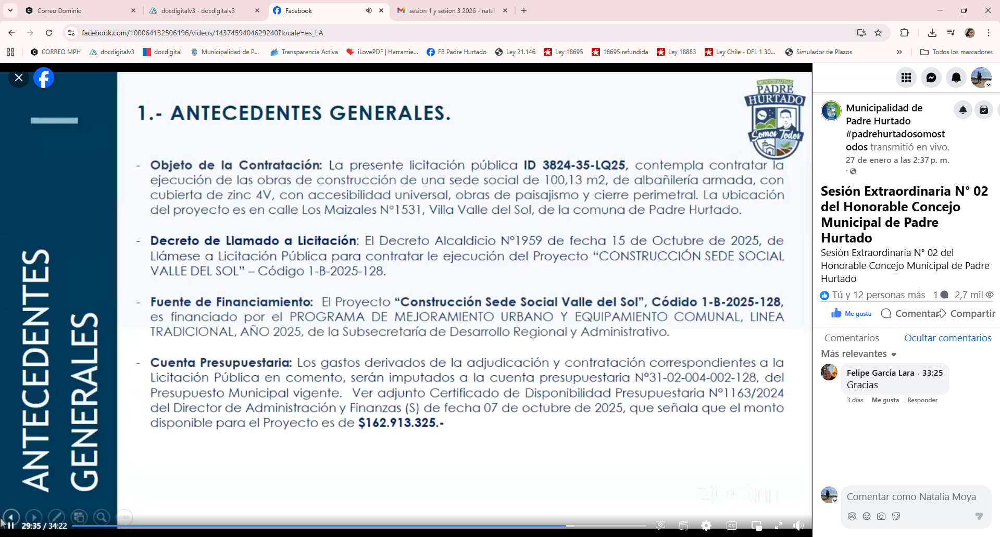 Correo Dominio
docdigitalv3 - docdigitalv3
Facebook
sesion 1 y sesion 3 2026 - natal
facebook.com/100064132506196/videos/1437459404629240?locale=es_LA
CORREO MPH
docdigitalv3
docdigital
Municipalidad de P...
Transparencia Activa
iLovePDF | Herramie...
FB Padre Hurtado
Ley 21.146
Ley 18695
18695 refundida
Ley 18883
Ley Chile - DFL 1 30...
Simulador de Plazos
Todos los marcadores
ANTECEDENTES
GENERALES
1.- ANTECEDENTES GENERALES.
MUNICIPALIDAD
PADRE
HURTADO
Somos Todos
- Objeto de la Contratación: La presente licitación pública ID 3824-35-LQ25, contempla contratar la
ejecución de las obras de construcción de una sede social de 100,13 m2, de albañilería armada, con
cubierta de zinc 4V, con accesibilidad universal, obras de paisajismo y cierre perimetral. La ubicación
del proyecto es en calle Los Maizales N°1531, Villa Valle del Sol, de la comuna de Padre Hurtado.
- Decreto de Llamado a Licitación: El Decreto Alcaldicio N°1959 de fecha 15 de Octubre de 2025, de
Llámese a Licitación Pública para contratar le ejecución del Proyecto “CONSTRUCCIÓN SEDE SOCIAL
VALLE DEL SOL” – Código 1-B-2025-128.
- Fuente de Financiamiento: El Proyecto “Construcción Sede Social Valle del Sol”, Códido 1-B-2025-128,
es financiado por el PROGRAMA DE MEJORAMIENTO URBANO Y EQUIPAMIENTO COMUNAL, LINEA
TRADICIONAL, AÑO 2025, de la Subsecretaría de Desarrollo Regional y Administrativo.
- Cuenta Presupuestaria: Los gastos derivados de la adjudicación y contratación correspondientes a la
Licitación Pública en comento, serán imputados a la cuenta presupuestaria N°31-02-004-002-128, del
Presupuesto Municipal vigente. Ver adjunto Certificado de Disponibilidad Presupuestaria N°1163/2024
del Director de Administración y Finanzas (S) de fecha 07 de octubre de 2025, que señala que el monto
disponible para el Proyecto es de $162.913.325.-
zoom
29:35 / 34:22
CC
Municipalidad de
Padre Hurtado
#padrehurtadosomost
odos transmitió en vivo.
27 de enero a las 2:37 p. m.
·
Sesión Extraordinaria N° 02
del Honorable Concejo
Municipal de Padre
Hurtado
Sesión Extraordinaria N° 02 del
Honorable Concejo Municipal de Padre
Hurtado
Tú y 12 personas más 1 2,7 mil
Me gusta
Comentar
Compartir
Comentarios
Ocultar comentarios
Más relevantes
Felipe Garcia Lara · 33:25
Gracias
3 días Me gusta Responder
Comentar como Natalia Moya